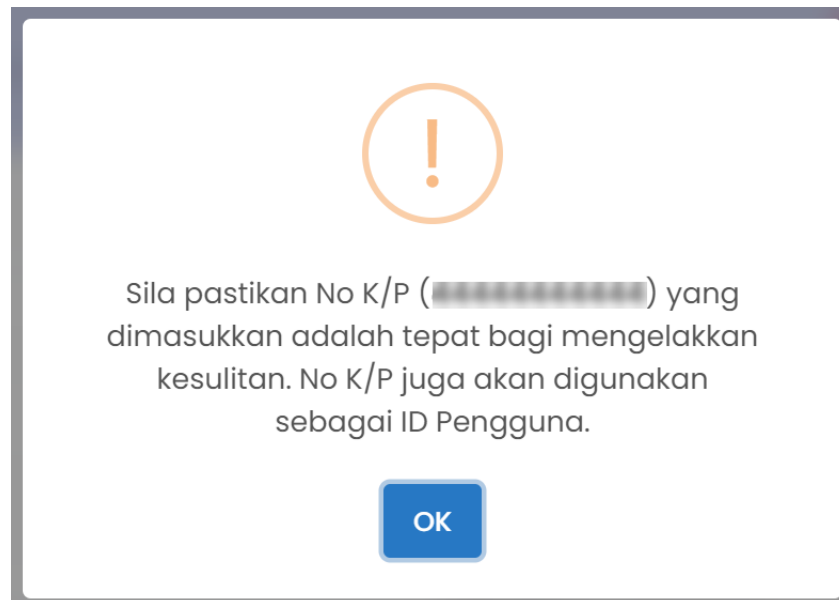 Sila pastikan No K/P () yang
dimasukkan adalah tepat bagi mengelakkan
kesulitan. No K/P juga akan digunakan
sebagai ID Pengguna.
OK